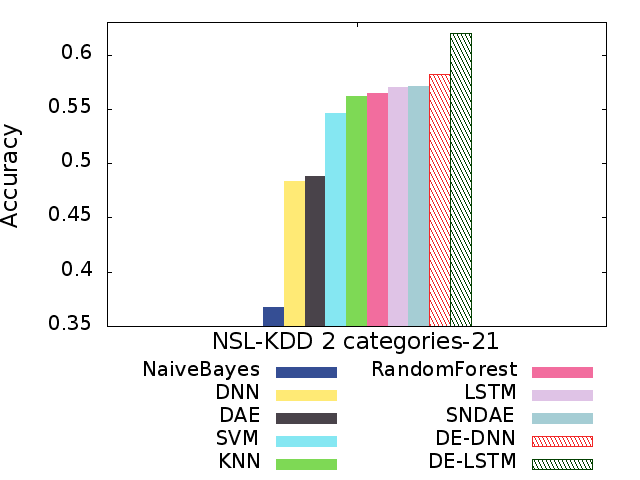 Accuracy
0.6
0.55
0.5
0.45
0.4
0.35
NSL-KDD 2 categories-21
NaiveBayes
DNN
DAE
SVM
KNN
RandomForest
LSTM
SNDAE
DE-DNN
DE-LSTM